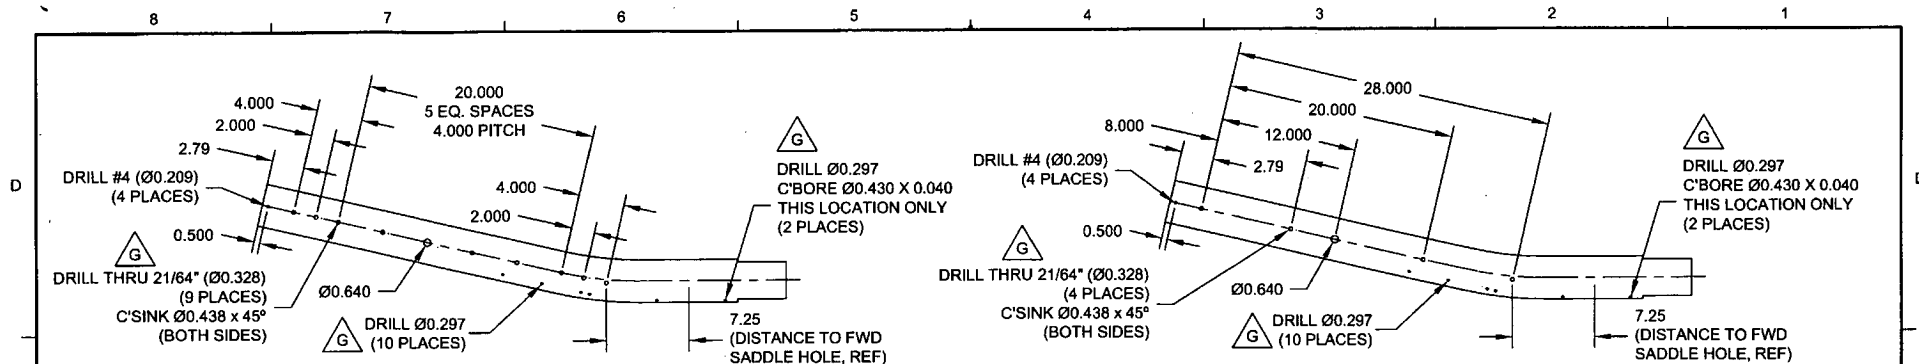 8 7 6 5 4 3 2 1
D
20.000
5 EQ. SPACES
4.000 PITCH
4.000
2.000
2.79
DRILL #4 (Ø0.209)
(4 PLACES)
0.500
G
DRILL THRU 21/64" (Ø0.328)
(9 PLACES)
C'SINK Ø0.438 x 45°
(BOTH SIDES)
Ø0.640
G
DRILL Ø0.297
(10 PLACES)
4.000
2.000
G
DRILL Ø0.297
C'BORE Ø0.430 X 0.040
THIS LOCATION ONLY
(2 PLACES)
7.25
(DISTANCE TO FWD
SADDLE HOLE, REF)
28.000
20.000
12.000
8.000
2.79
DRILL #4 (Ø0.209)
(4 PLACES)
0.500
G
DRILL THRU 21/64" (Ø0.328)
(4 PLACES)
C'SINK Ø0.438 x 45°
(BOTH SIDES)
Ø0.640
G
DRILL Ø0.297
(10 PLACES)
G
DRILL Ø0.297
C'BORE Ø0.430 X 0.040
THIS LOCATION ONLY
(2 PLACES)
7.25
(DISTANCE TO FWD
SADDLE HOLE, REF)